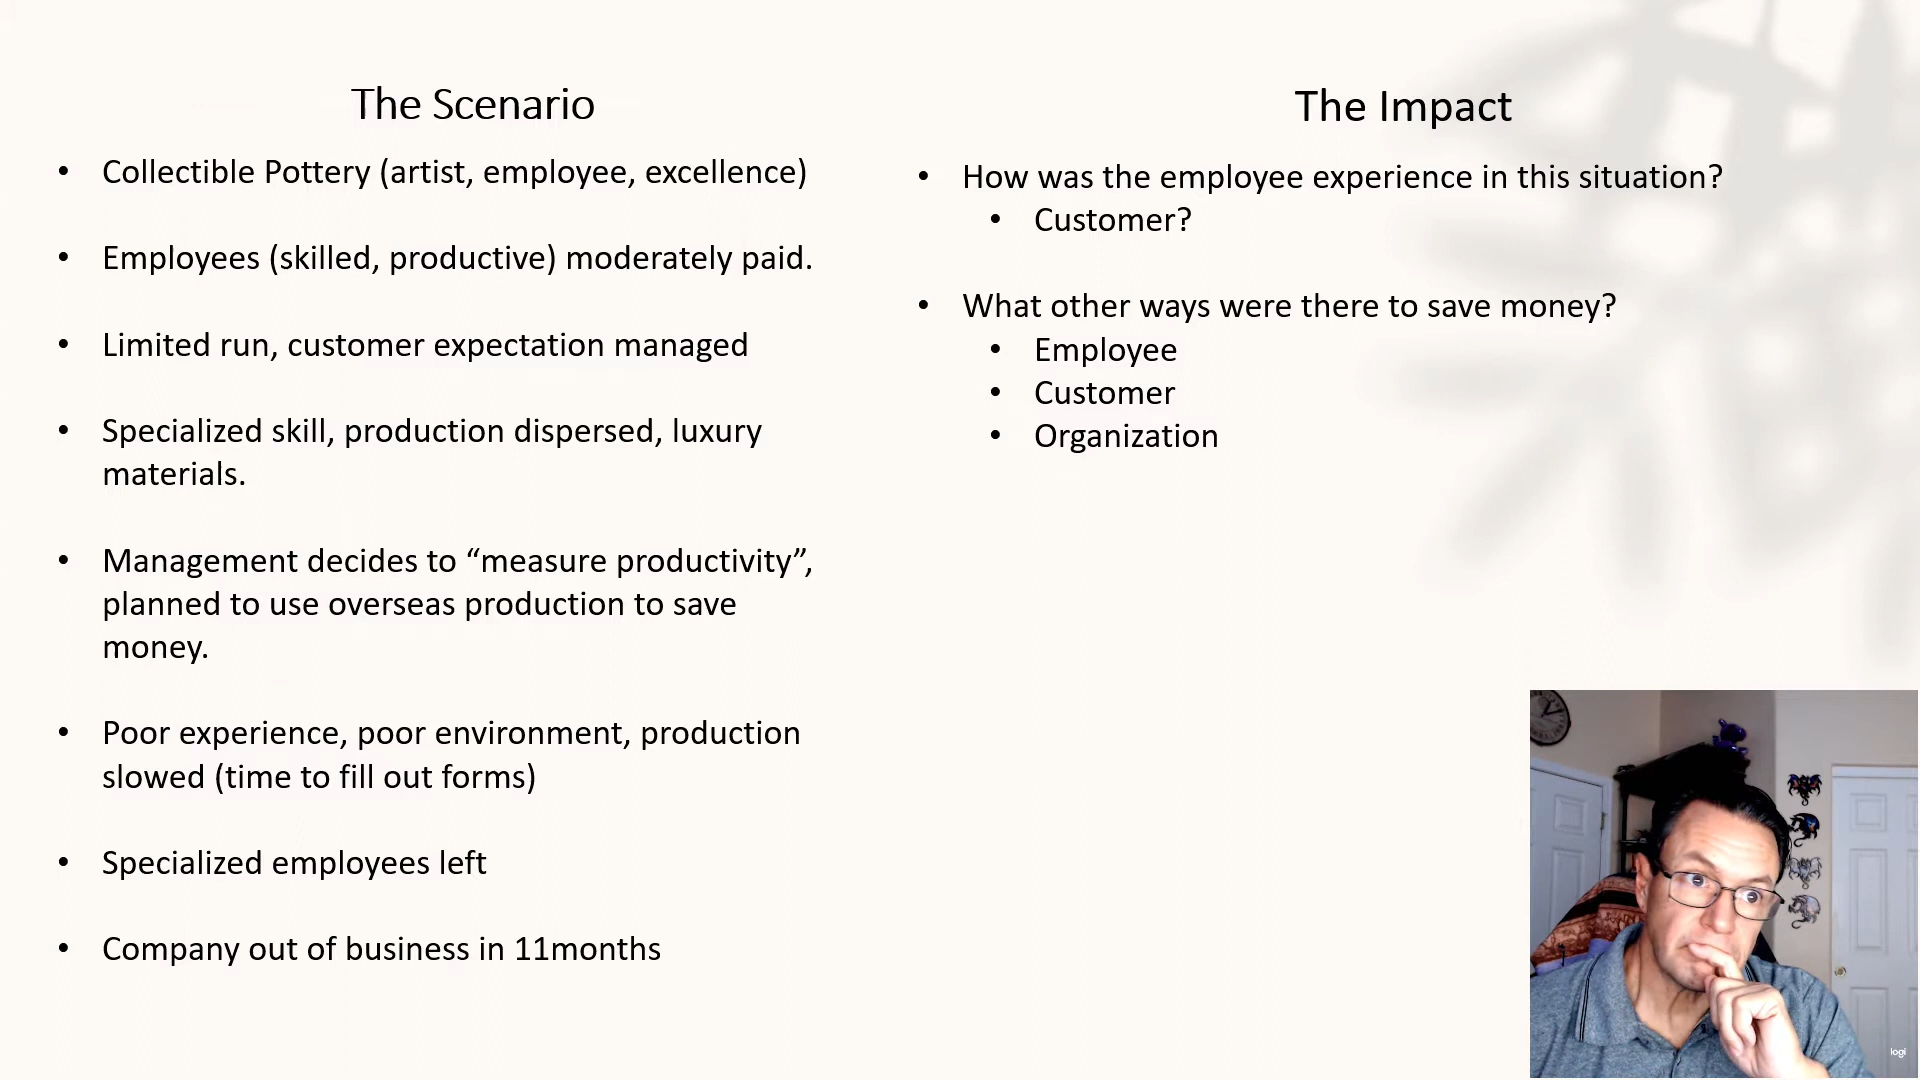 The Scenario
• Collectible Pottery (artist, employee, excellence)
• Employees (skilled, productive) moderately paid.
• Limited run, customer expectation managed
• Specialized skill, production dispersed, luxury
materials.
• Management decides to “measure productivity”,
planned to use overseas production to save
money.
• Poor experience, poor environment, production
slowed (time to fill out forms)
• Specialized employees left
• Company out of business in 11months
The Impact
• How was the employee experience in this situation?
• Customer?
• What other ways were there to save money?
• Employee
• Customer
• Organization
logi